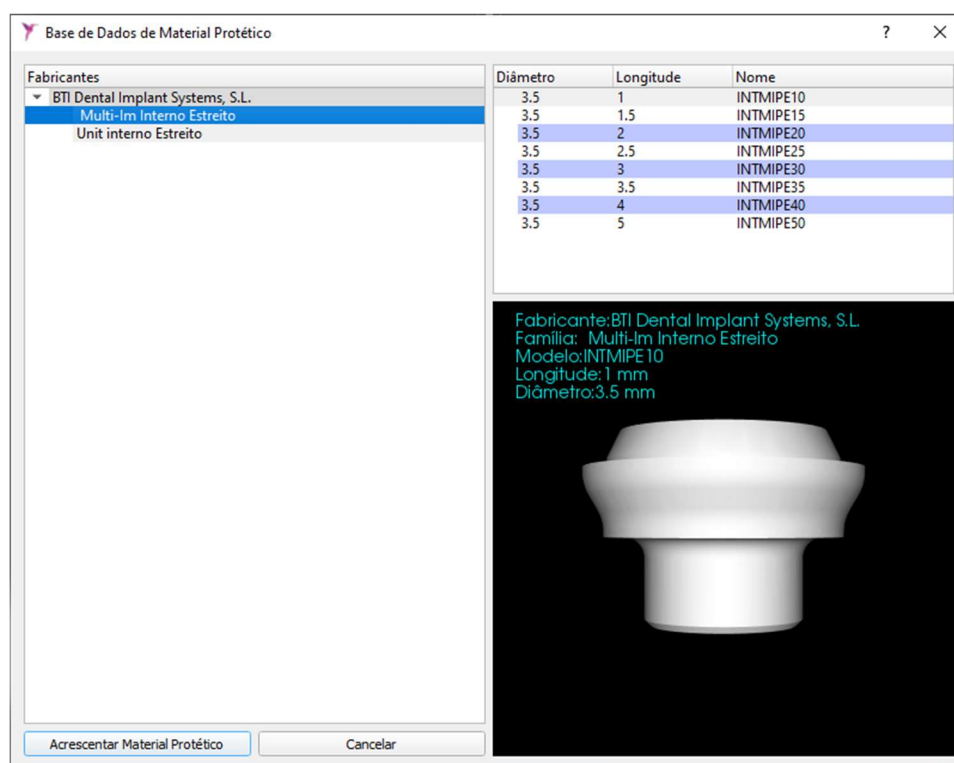 Base de Dados de Material Protético ? ×
Fabricantes
BTI Dental Implant Systems, S.L.
Multi-Im Interno Estreito
Unit interno Estreito
Diâmetro Longitude Nome
3.5 1 INTMIPE10
3.5 1.5 INTMIPE15
3.5 2 INTMIPE20
3.5 2.5 INTMIPE25
3.5 3 INTMIPE30
3.5 3.5 INTMIPE35
3.5 4 INTMIPE40
3.5 5 INTMIPE50
Fabricante:BTI Dental Implant Systems, S.L.
Família: Multi-Im Interno Estreito
Modelo:INTMIPE10
Longitude:1 mm
Diâmetro:3.5 mm
Acrescentar Material Protético Cancelar